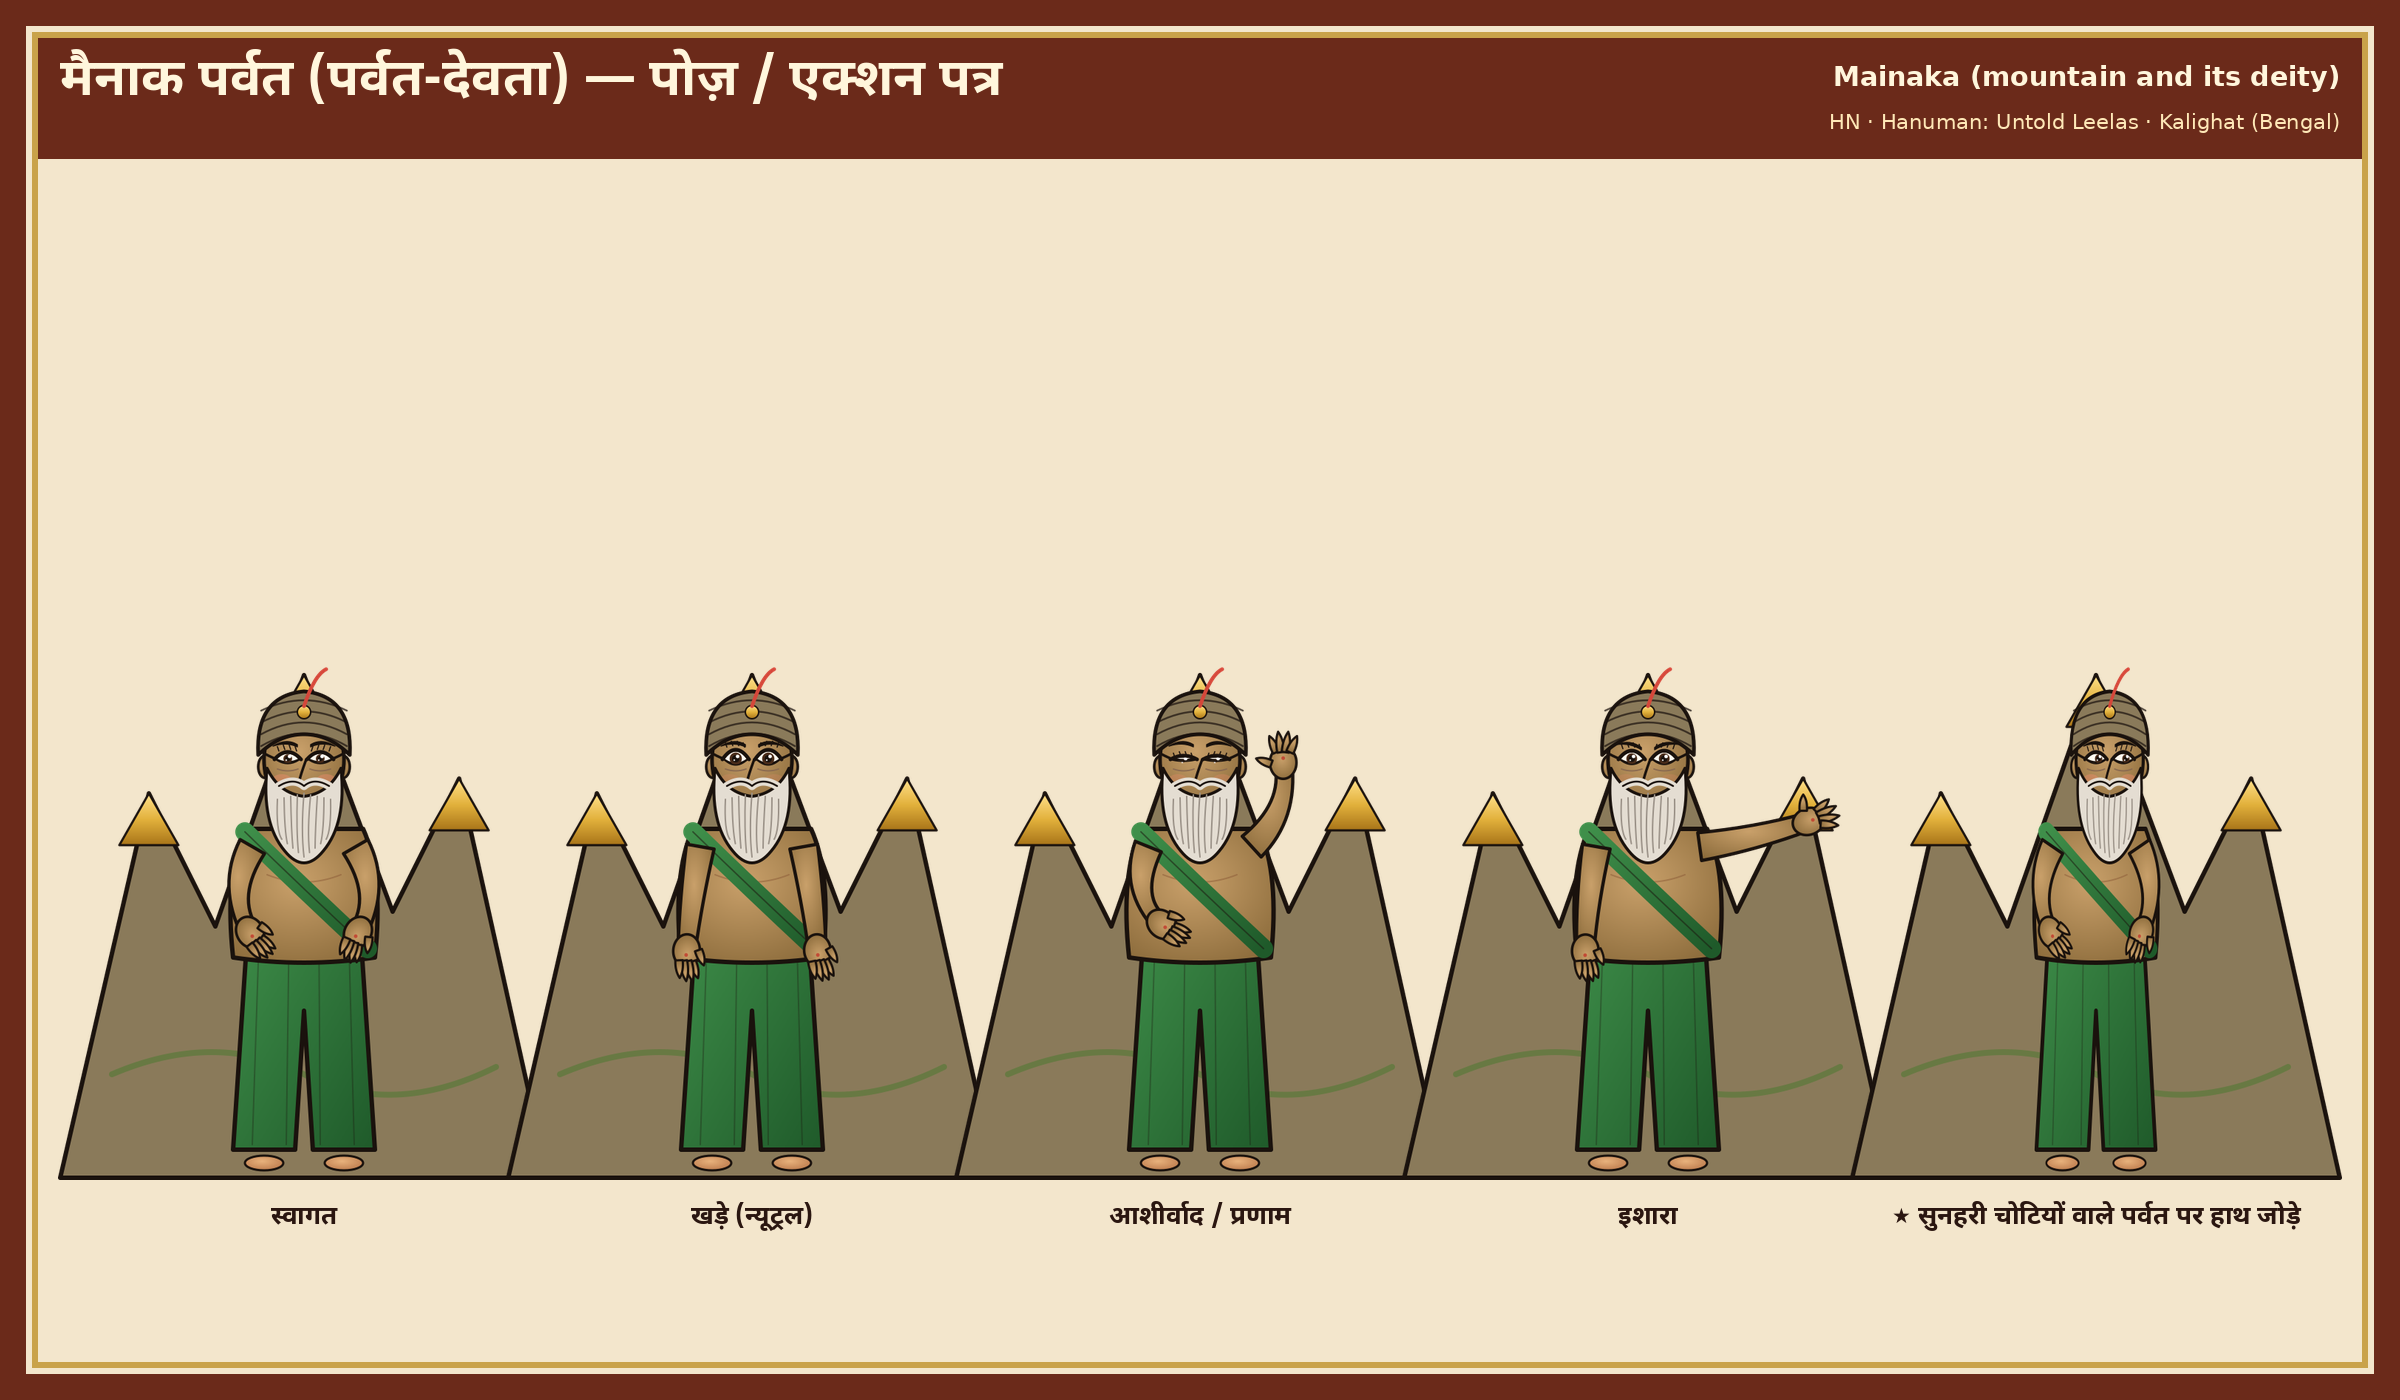 मैनाक पर्वत (पर्वत-देवता) — पोज़ / एक्शन पत्र
Mainaka (mountain and its deity)
HN · Hanuman: Untold Leelas · Kalighat (Bengal)
स्वागत
खड़े (न्यूट्रल)
आशीर्वाद / प्रणाम
इशारा
★ सुनहरी चोटियों वाले पर्वत पर हाथ जोड़े